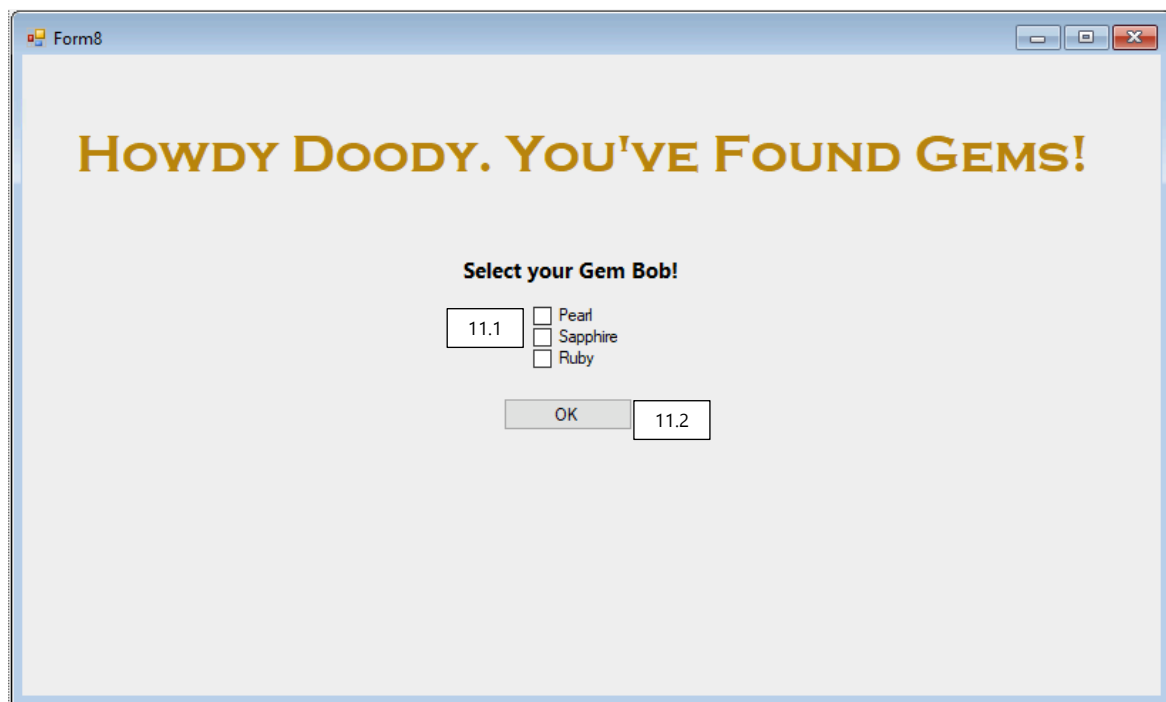 Form8
Howdy Doody. You've Found Gems!
Select your Gem Bob!
11.1
Pearl
Sapphire
Ruby
OK
11.2